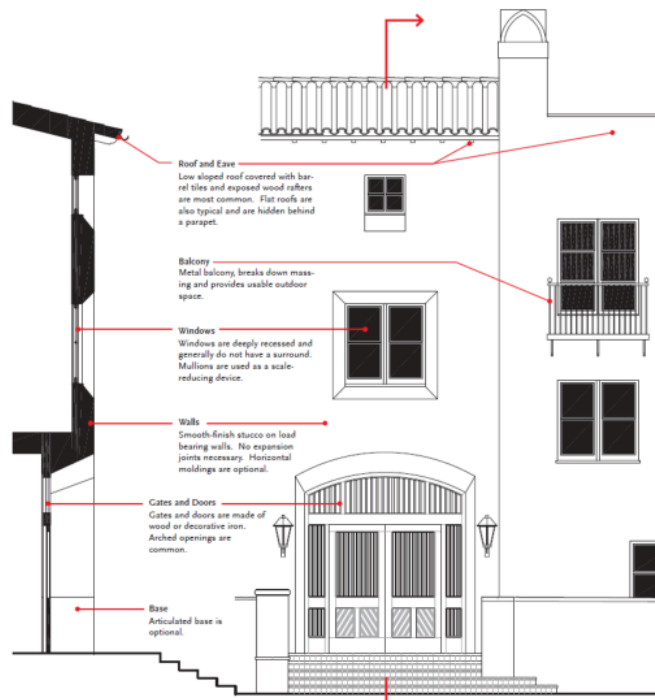 Roof and Eave
Low sloped roof covered with bar-
rel tiles and exposed wood rafters
are most common. Flat roofs are
also typical and are hidden behind
a parapet.
Balcony
Metal balcony, breaks down mass-
ing and provides usable outdoor
space.
Windows
Windows are deeply recessed and
generally do not have a surround.
Mullions are used as a scale-
reducing device.
Walls
Smooth-finish stucco on load
bearing walls. No expansion
joints necessary. Horizontal
moldings are optional.
Gates and Doors
Gates and doors are made of
wood or decorative iron.
Arched openings are
common.
Base
Articulated base is
optional.